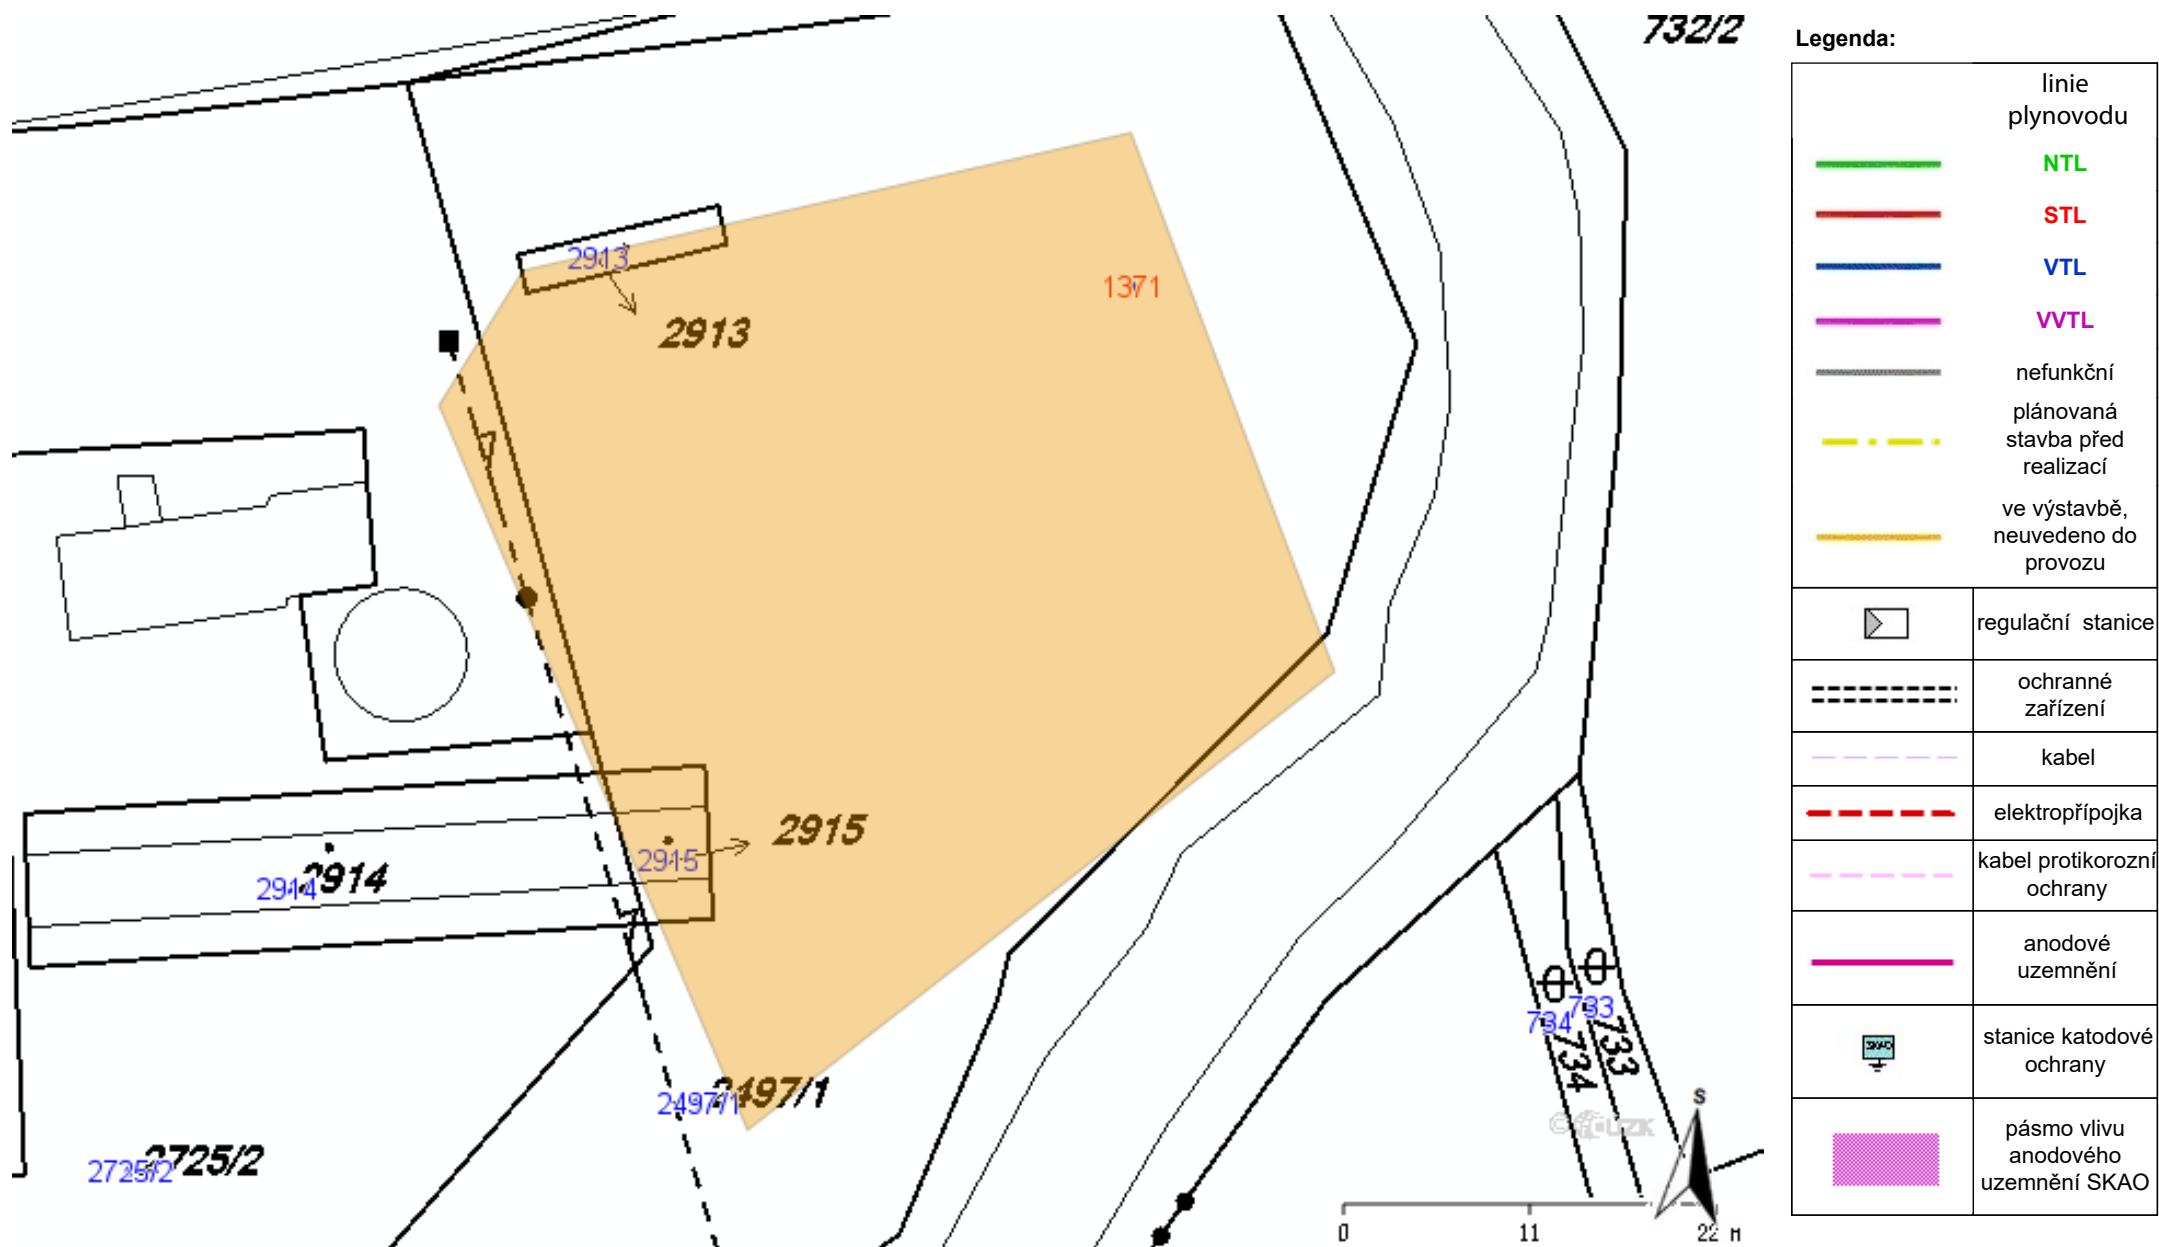 732/2
2913
2913
1371
2915
2915
2914
2914
2497/1
2497/1
2725/2
2725/2
734
733
734
733
S
0 11 22 M
Legenda:
linie
plynovodu
NTL
STL
VTL
VVTL
nefunkční
plánovaná
stavba před
realizací
ve výstavbě,
neuvedeno do
provozu
regulační stanice
ochranné
zařízení
kabel
elektropřípojka
kabel protikorozní
ochrany
anodové
uzemnění
SKAO
stanice katodové
ochrany
pásmo vlivu
anodového
uzemnění SKAO